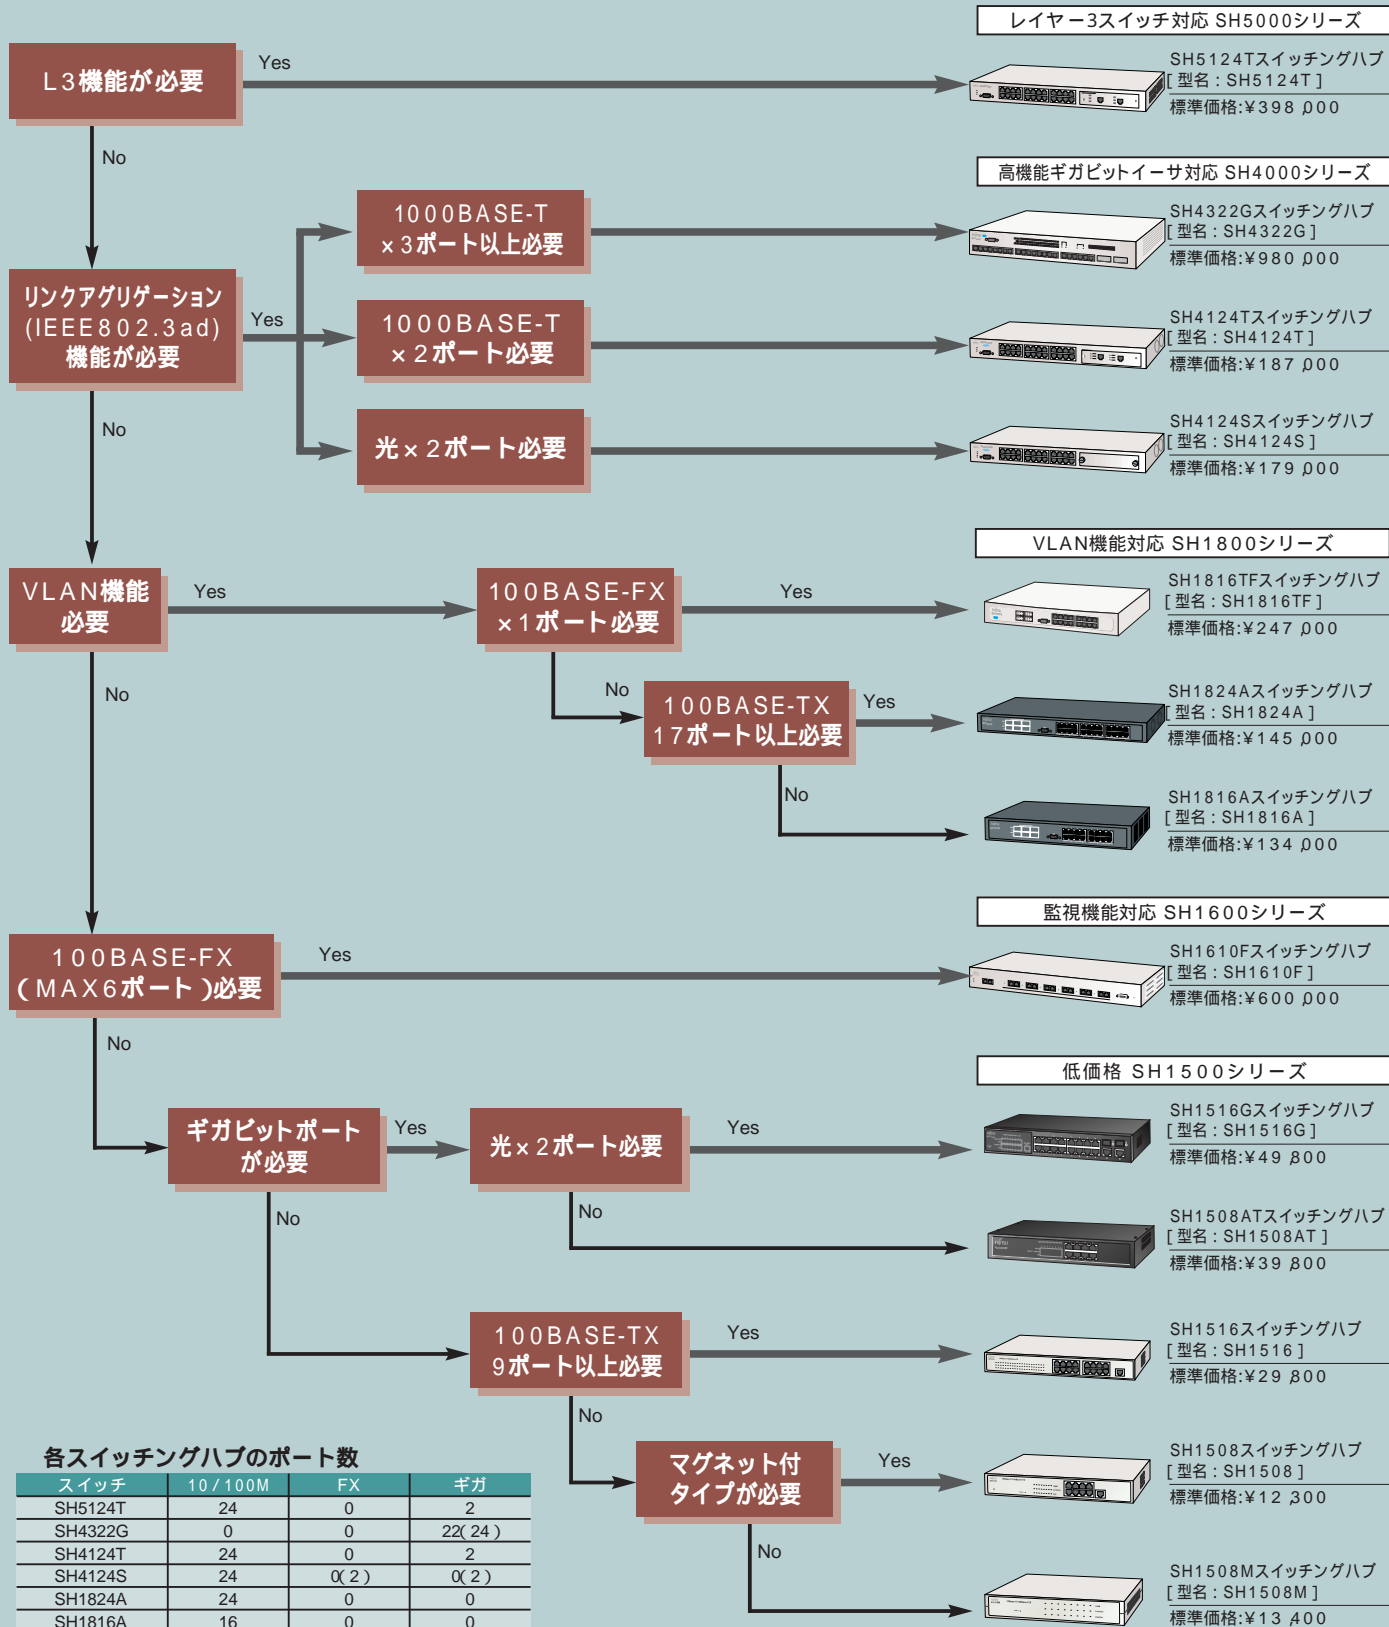 レイヤー3スイッチ対応 SH5000シリーズ
L3機能が必要
Yes
SH5124Tスイッチングハブ
[型名:SH5124T]
標準価格:¥398,000
No
高機能ギガビットイーサ対応 SH4000シリーズ
1000BASE-T
×3ポート以上必要
SH4322Gスイッチングハブ
[型名:SH4322G]
標準価格:¥980,000
リンクアグリゲーション
(IEEE802.3ad)
機能が必要
Yes
1000BASE-T
×2ポート必要
SH4124Tスイッチングハブ
[型名:SH4124T]
標準価格:¥187,000
No
光×2ポート必要
SH4124Sスイッチングハブ
[型名:SH4124S]
標準価格:¥179,000
VLAN機能対応 SH1800シリーズ
VLAN機能
必要
Yes
100BASE-FX
×1ポート必要
Yes
SH1816TFスイッチングハブ
[型名:SH1816TF]
標準価格:¥247,000
No
No
100BASE-TX
17ポート以上必要
Yes
SH1824Aスイッチングハブ
[型名:SH1824A]
標準価格:¥145,000
No
SH1816Aスイッチングハブ
[型名:SH1816A]
標準価格:¥134,000
監視機能対応 SH1600シリーズ
100BASE-FX
(MAX6ポート)必要
Yes
SH1610Fスイッチングハブ
[型名:SH1610F]
標準価格:¥600,000
No
低価格 SH1500シリーズ
ギガビットポート
が必要
Yes
光×2ポート必要
Yes
SH1516Gスイッチングハブ
[型名:SH1516G]
標準価格:¥49,800
No
No
SH1508ATスイッチングハブ
[型名:SH1508AT]
標準価格:¥39,800
100BASE-TX
9ポート以上必要
Yes
SH1516スイッチングハブ
[型名:SH1516]
標準価格:¥29,800
No
マグネット付
タイプが必要
Yes
SH1508スイッチングハブ
[型名:SH1508]
標準価格:¥12,300
No
SH1508Mスイッチングハブ
[型名:SH1508M]
標準価格:¥13,400
各スイッチングハブのポート数
スイッチ 10/100M FX ギガ
SH5124T 24 0 2
SH4322G 0 0 22(24)
SH4124T 24 0 2
SH4124S 24 0(2) 0(2)
SH1824A 24 0 0
SH1816A 16 0 0